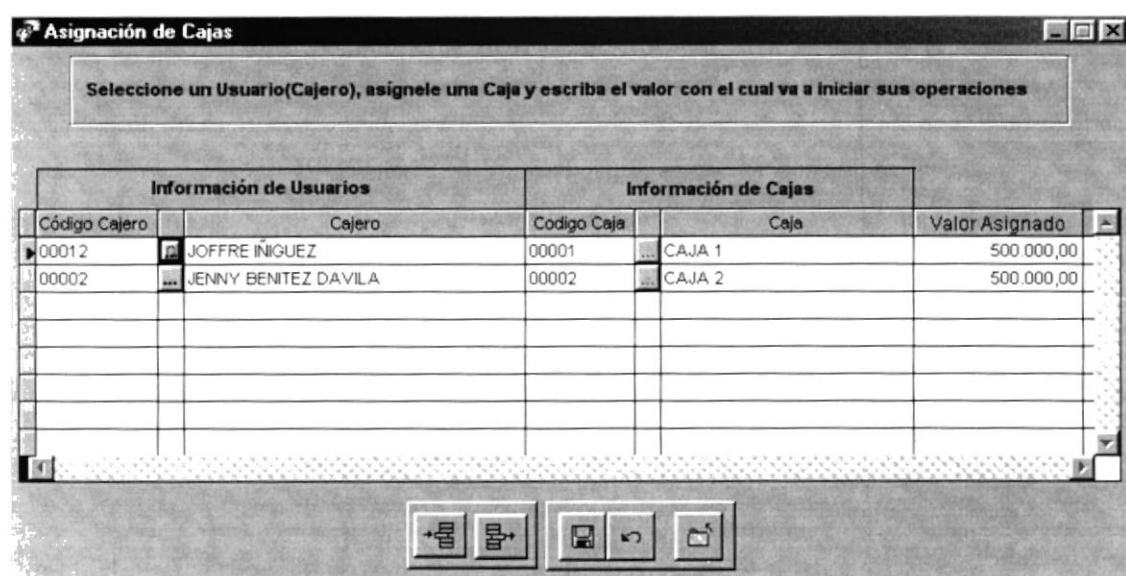 Asignación de Cajas
Seleccione un Usuario(Cajero), asígnele una Caja y escriba el valor con el cual va a iniciar sus operaciones
Información de Usuarios Información de Cajas
Código Cajero Cajero Codigo Caja Caja Valor Asignado
00012 JOFFRE IÑIGUEZ 00001 ... CAJA 1 500.000,00
00002 ... JENNY BENITEZ DAVILA 00002 ... CAJA 2 500.000,00